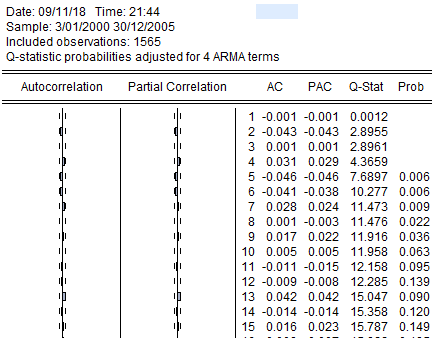 Date: 09/11/18 Time: 21:44
Sample: 3/01/2000 30/12/2005
Included observations: 1565
Q-statistic probabilities adjusted for 4 ARMA terms
Autocorrelation Partial Correlation AC PAC Q-Stat Prob
1 -0.001 -0.001 0.0012
2 -0.043 -0.043 2.8955
3 0.001 0.001 2.8961
4 0.031 0.029 4.3659
5 -0.046 -0.046 7.6897 0.006
6 -0.041 -0.038 10.277 0.006
7 0.028 0.024 11.473 0.009
8 0.001 -0.003 11.476 0.022
9 0.017 0.022 11.916 0.036
10 0.005 0.005 11.958 0.063
11 -0.011 -0.015 12.158 0.095
12 -0.009 -0.008 12.285 0.139
13 0.042 0.042 15.047 0.090
14 -0.014 -0.014 15.358 0.120
15 0.016 0.023 15.787 0.149